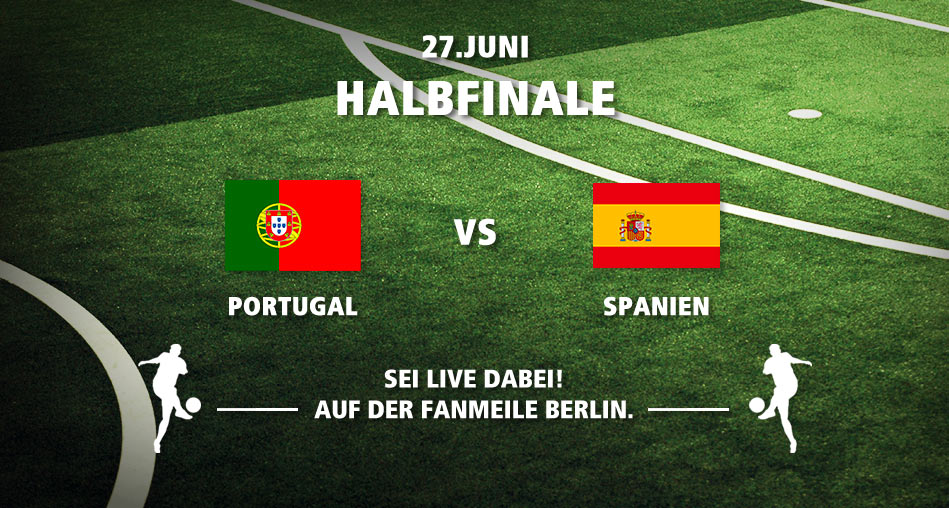 27.JUNI
HALBFINALE
VS
PORTUGAL
SPANIEN
SEI LIVE DABEI!
AUF DER FANMEILE BERLIN.